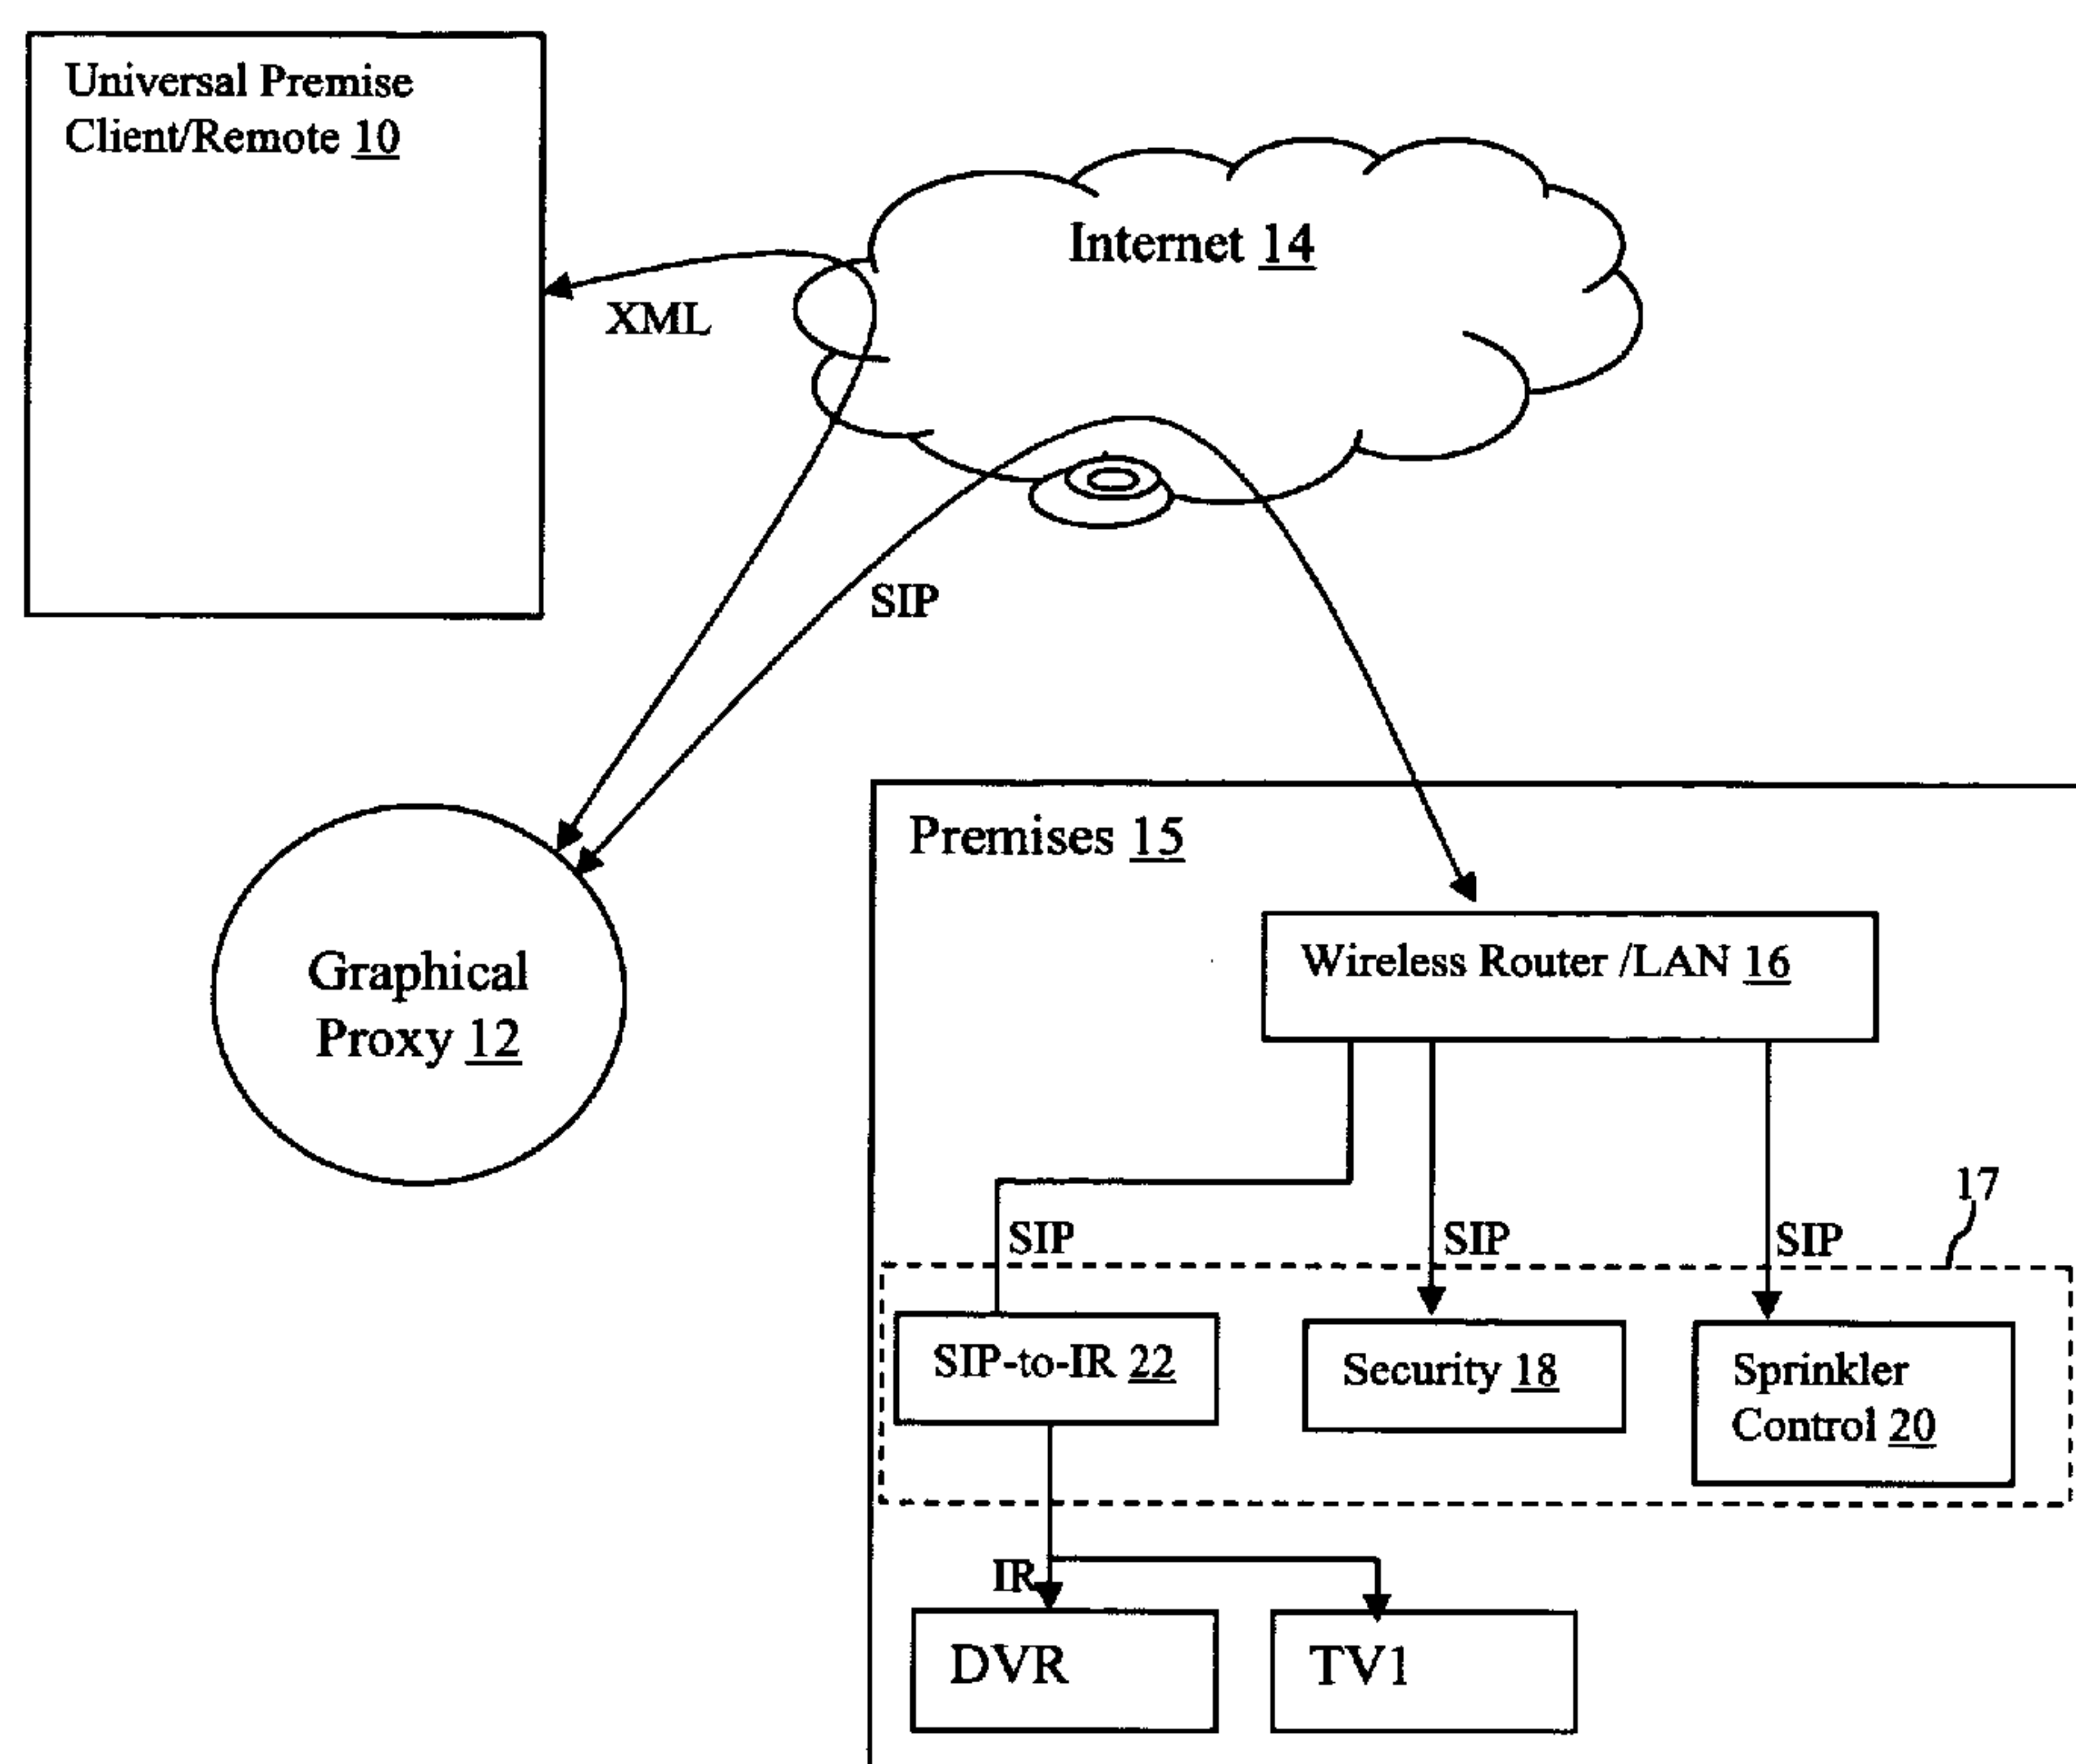 Universal Premise
Client/Remote 10
Internet 14
XML
SIP
Premises 15
Graphical
Proxy 12
Wireless Router /LAN 16
17
SIP
SIP
SIP
SIP-to-IR 22
Security 18
Sprinkler
Control 20
IR
DVR
TV1